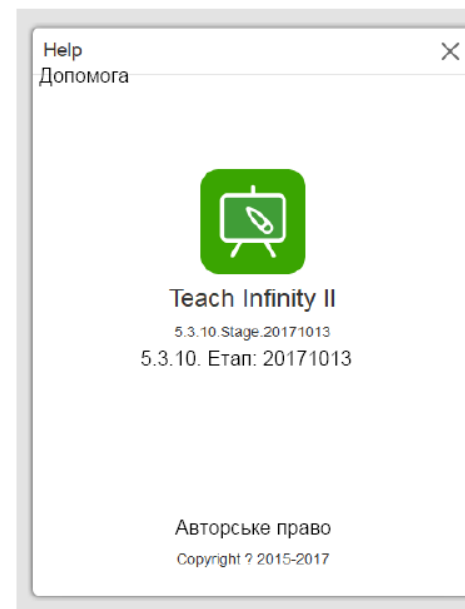 Help
Допомога
Teach Infinity II
5.3.10.Stage.20171013
5.3.10. Етап: 20171013
Авторське право
Copyright ? 2015-2017